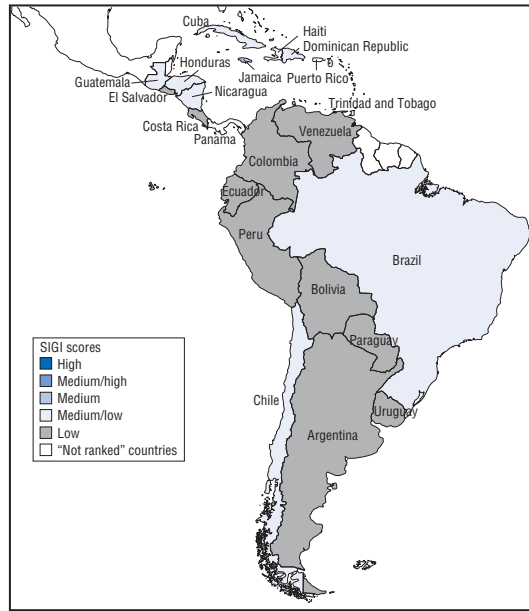 Cuba
Haiti
Dominican Republic
Honduras
Jamaica
Puerto Rico
Guatemala
Nicaragua
El Salvador
Trinidad and Tobago
Costa Rica
Venezuela
Panama
Colombia
Ecuador
Peru
Brazil
Bolivia
SIGI scores
High
Medium/high
Medium
Medium/low
Low
“Not ranked” countries
Paraguay
Chile
Uruguay
Argentina